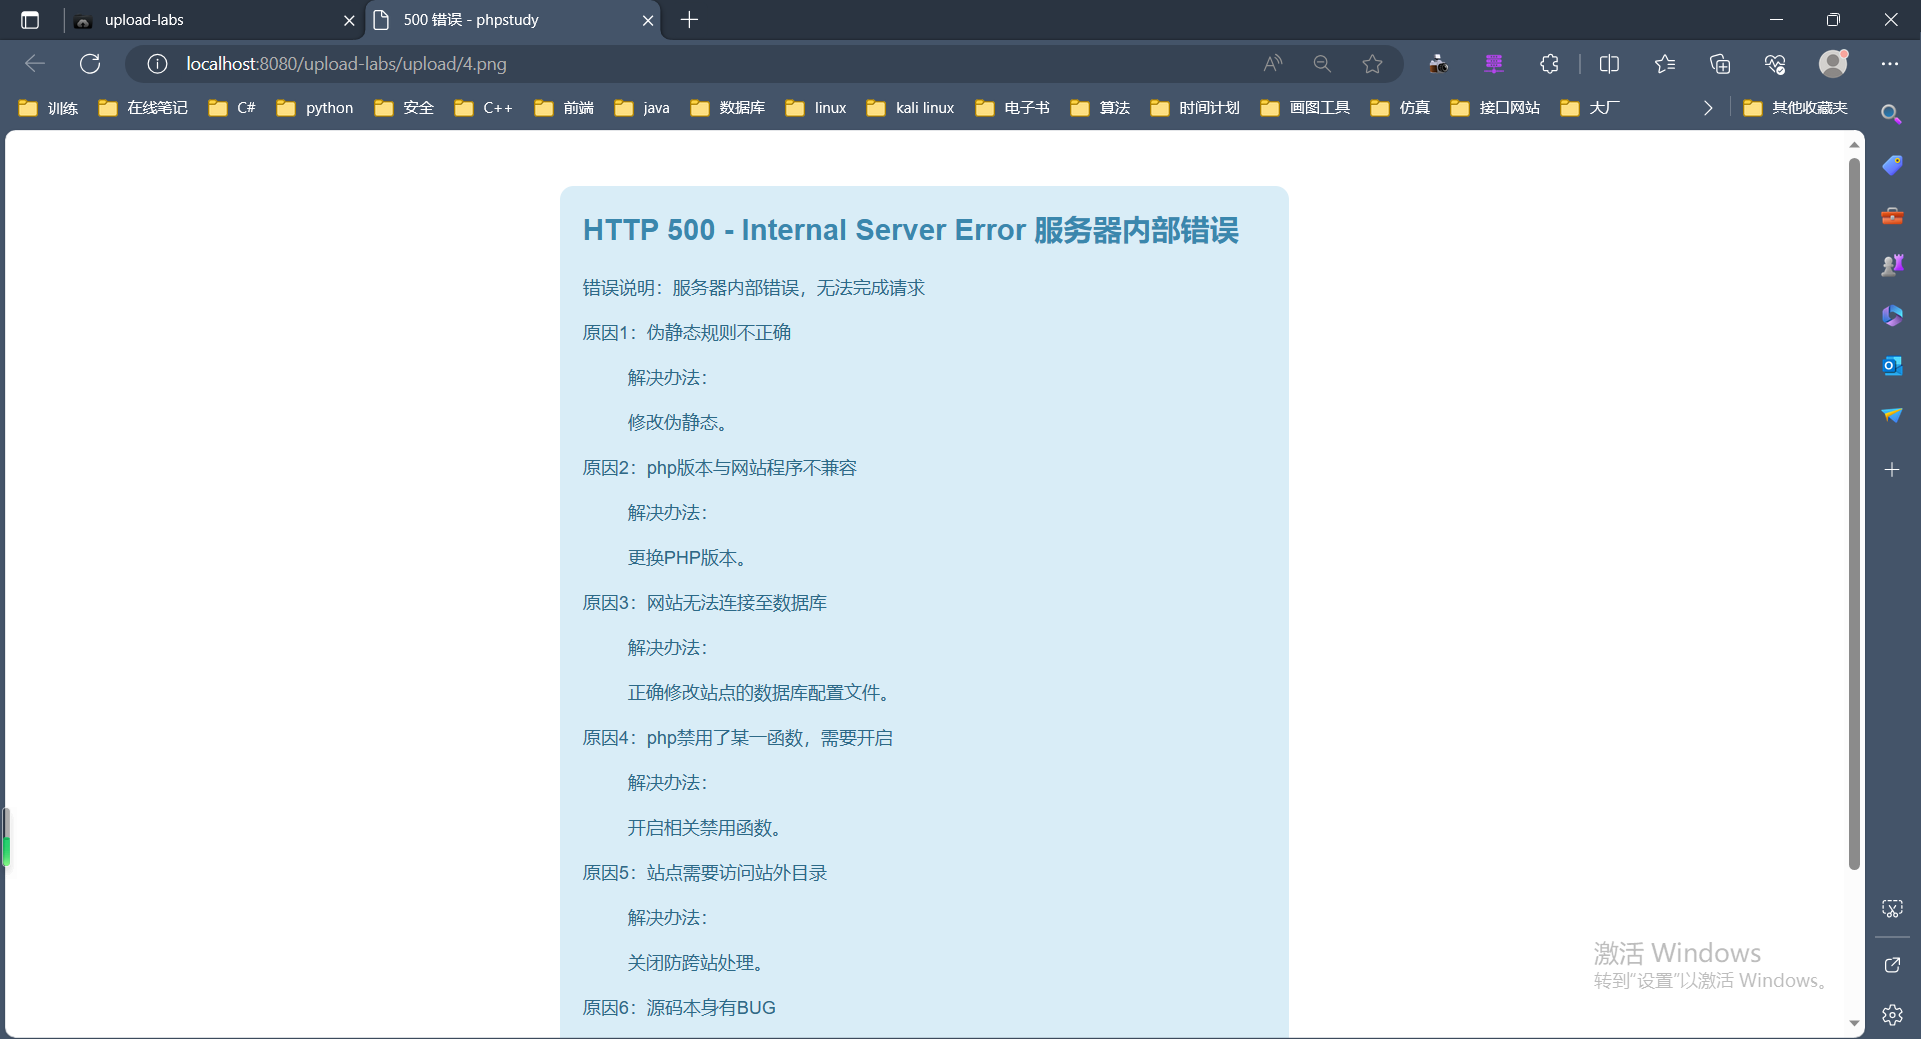 upload-labs
500 错误 - phpstudy
localhost:8080/upload-labs/upload/4.png
训练
在线笔记
C#
python
安全
C++
前端
java
数据库
linux
kali linux
电子书
算法
时间计划
画图工具
仿真
接口网站
大厂
其他收藏夹
HTTP 500 - Internal Server Error 服务器内部错误
错误说明：服务器内部错误，无法完成请求
原因1：伪静态规则不正确
解决办法：
修改伪静态。
原因2：php版本与网站程序不兼容
解决办法：
更换PHP版本。
原因3：网站无法连接至数据库
解决办法：
正确修改站点的数据库配置文件。
原因4：php禁用了某一函数，需要开启
解决办法：
开启相关禁用函数。
原因5：站点需要访问站外目录
解决办法：
关闭防跨站处理。
原因6：源码本身有BUG
激活 Windows
转到"设置"以激活 Windows。